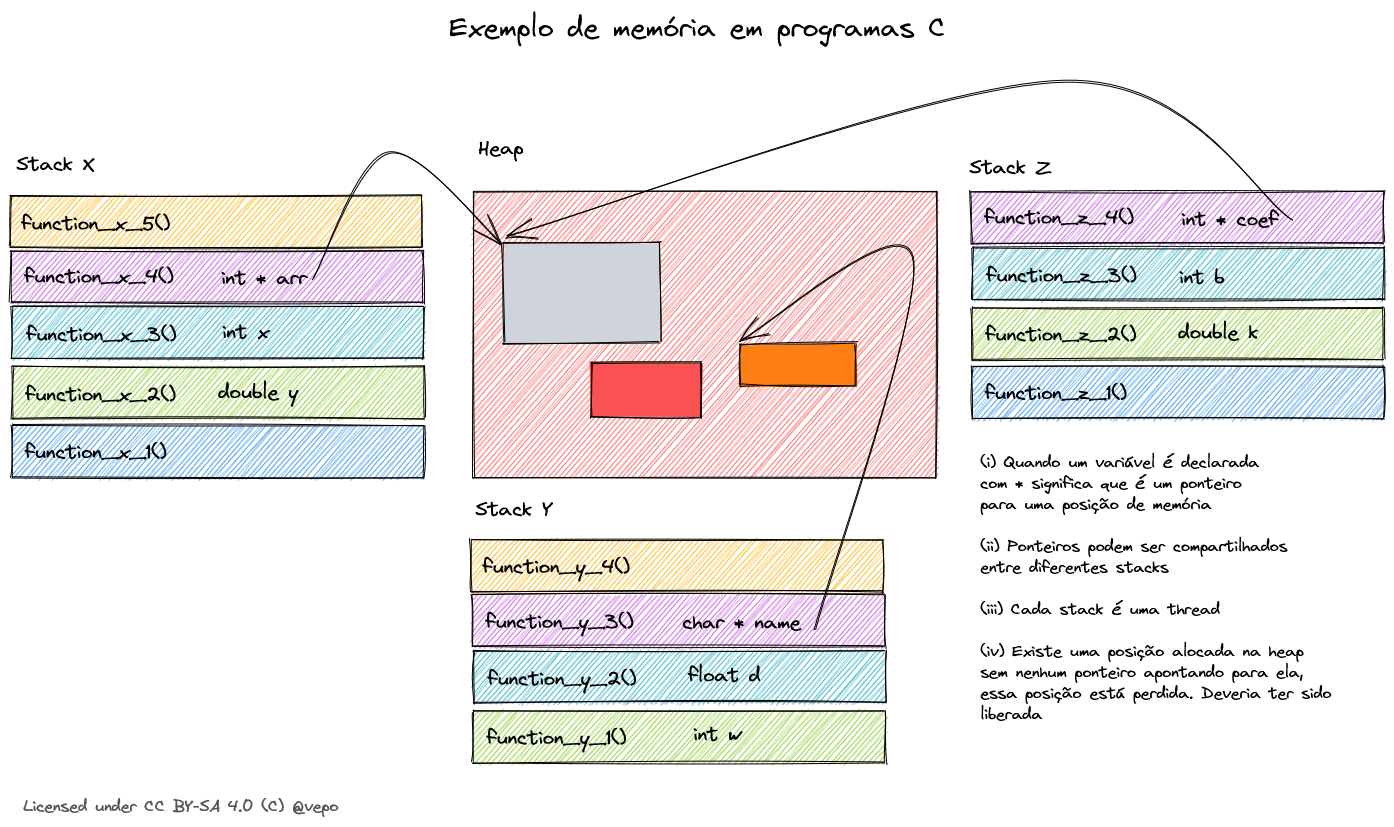 Exemplo de memória em programas C
Stack X
function_x_5()
function_x_4() int * arr
function_x_3() int x
function_x_2() double y
function_x_1()
Heap
Stack Z
function_z_4() int * coef
function_z_3() int b
function_z_2() double k
function_z_1()
Stack Y
function_y_4()
function_y_3() char * name
function_y_2() float d
function_y_1() int w
(i) Quando um variável é declarada
com * significa que é um ponteiro
para uma posição de memória
(ii) Ponteiros podem ser compartilhados
entre diferentes stacks
(iii) Cada stack é uma thread
(iv) Existe uma posição alocada na heap
sem nenhum ponteiro apontando para ela,
essa posição está perdida. Deveria ter sido
liberada
Licensed under CC BY-SA 4.0 (C) @vepo